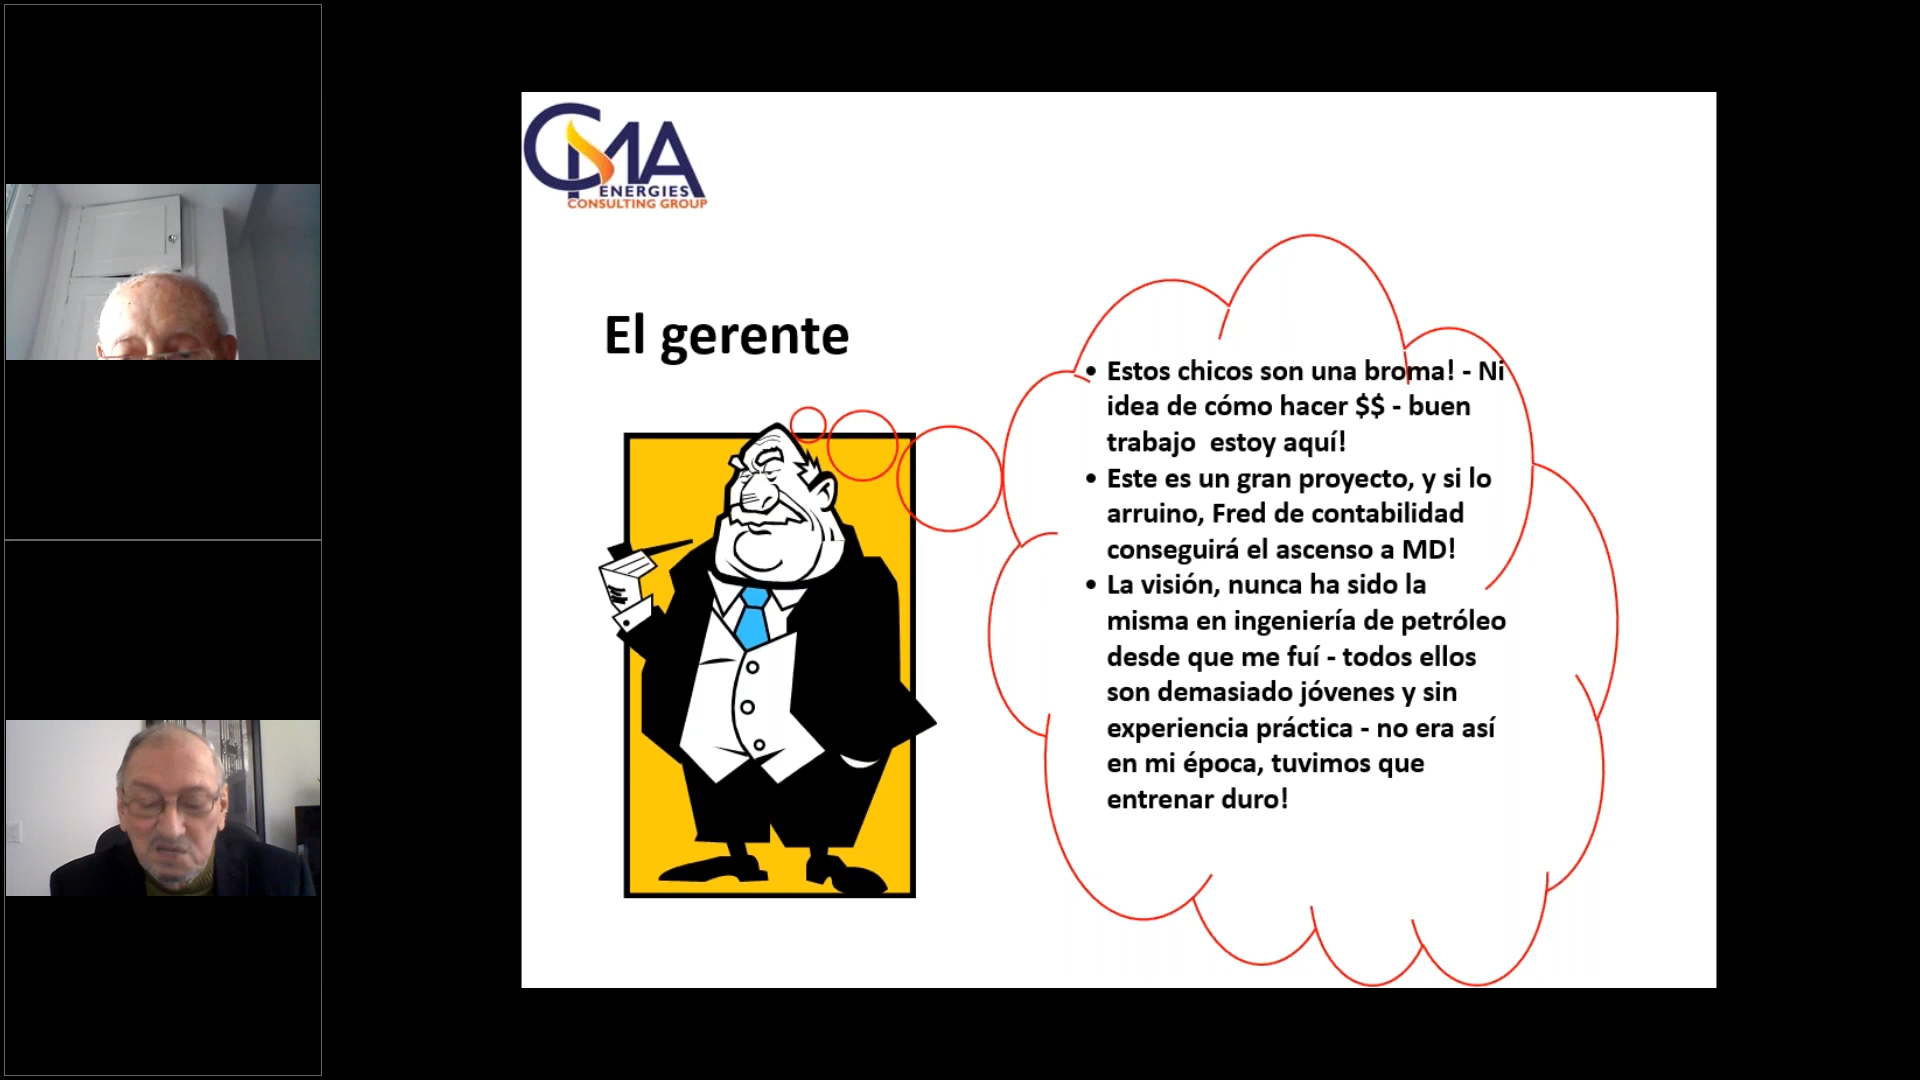 CMA
ENERGIES
CONSULTING GROUP
El gerente
• Estos chicos son una broma! - Ni
idea de cómo hacer $$ - buen
trabajo  estoy aquí!
• Este es un gran proyecto, y si lo
arruino, Fred de contabilidad
conseguirá el ascenso a MD!
• La visión, nunca ha sido la
misma en ingeniería de petróleo
desde que me fuí - todos ellos
son demasiado jóvenes y sin
experiencia práctica - no era así
en mi época, tuvimos que
entrenar duro!